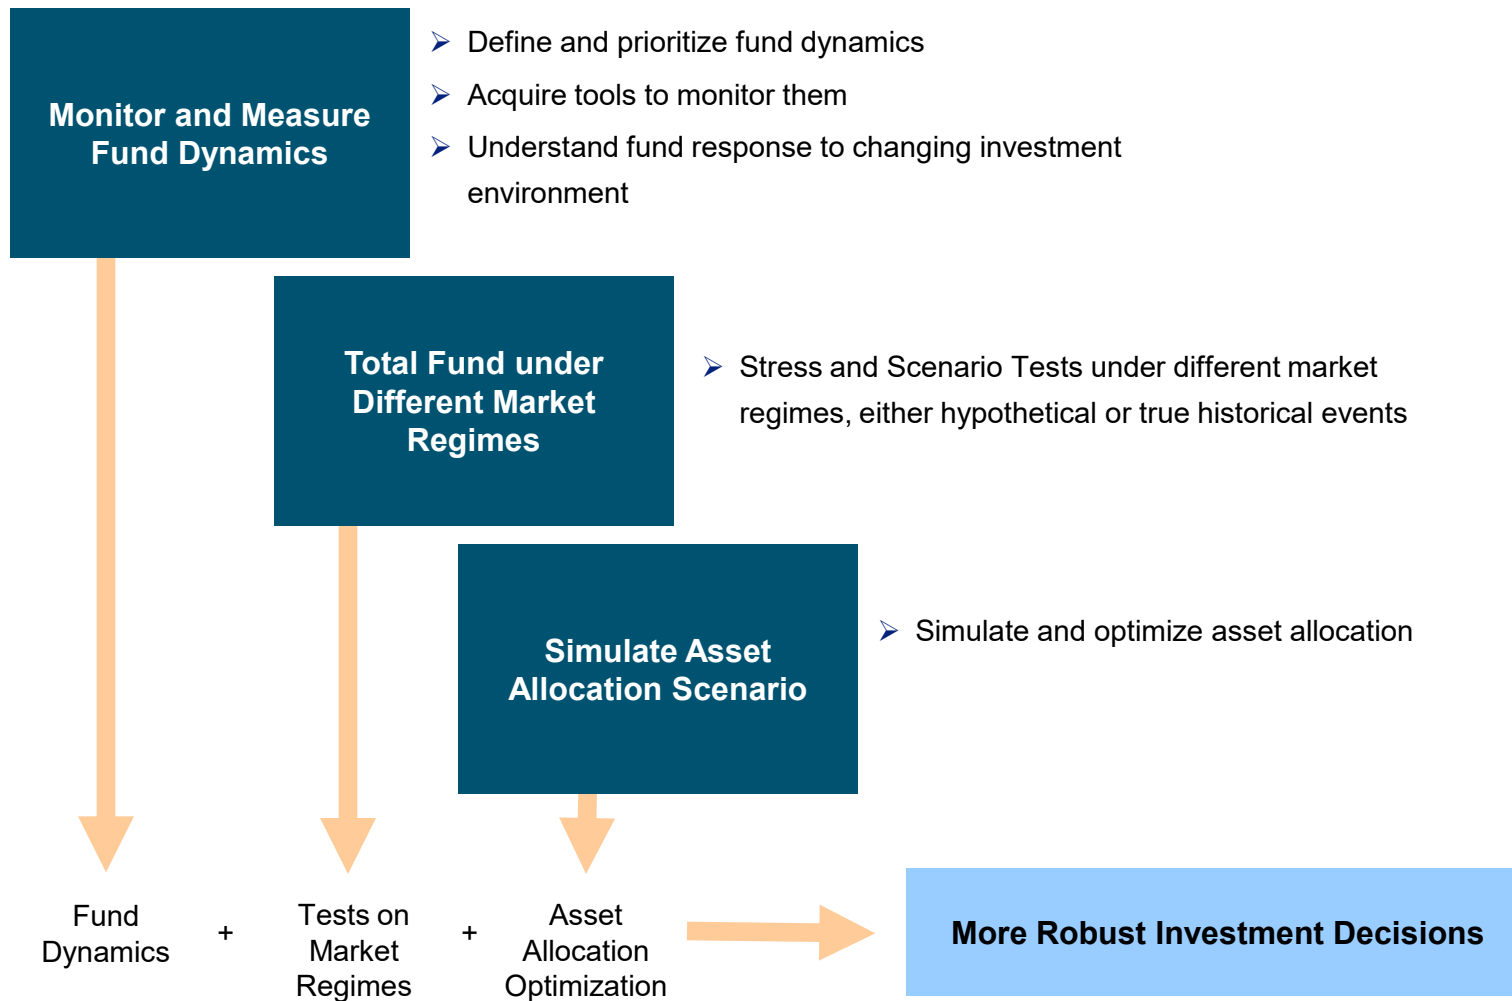 Monitor and Measure
Fund Dynamics
➢ Define and prioritize fund dynamics
➢ Acquire tools to monitor them
➢ Understand fund response to changing investment
environment
Total Fund under
Different Market
Regimes
➢ Stress and Scenario Tests under different market
regimes, either hypothetical or true historical events
Simulate Asset
Allocation Scenario
➢ Simulate and optimize asset allocation
Fund
Dynamics
+
Tests on
Market
Regimes
+
Asset
Allocation
Optimization
More Robust Investment Decisions